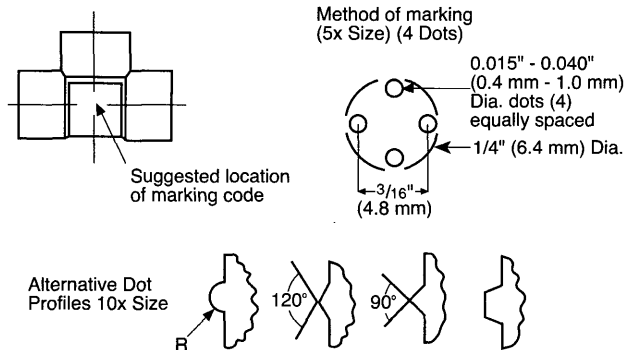 Method of marking
(5x Size) (4 Dots)
0.015" - 0.040"
(0.4 mm - 1.0 mm)
Dia. dots (4)
equally spaced
1/4" (6.4 mm) Dia.
3/16"
(4.8 mm)
Suggested location
of marking code
Alternative Dot
Profiles 10x Size
R
120°
90°